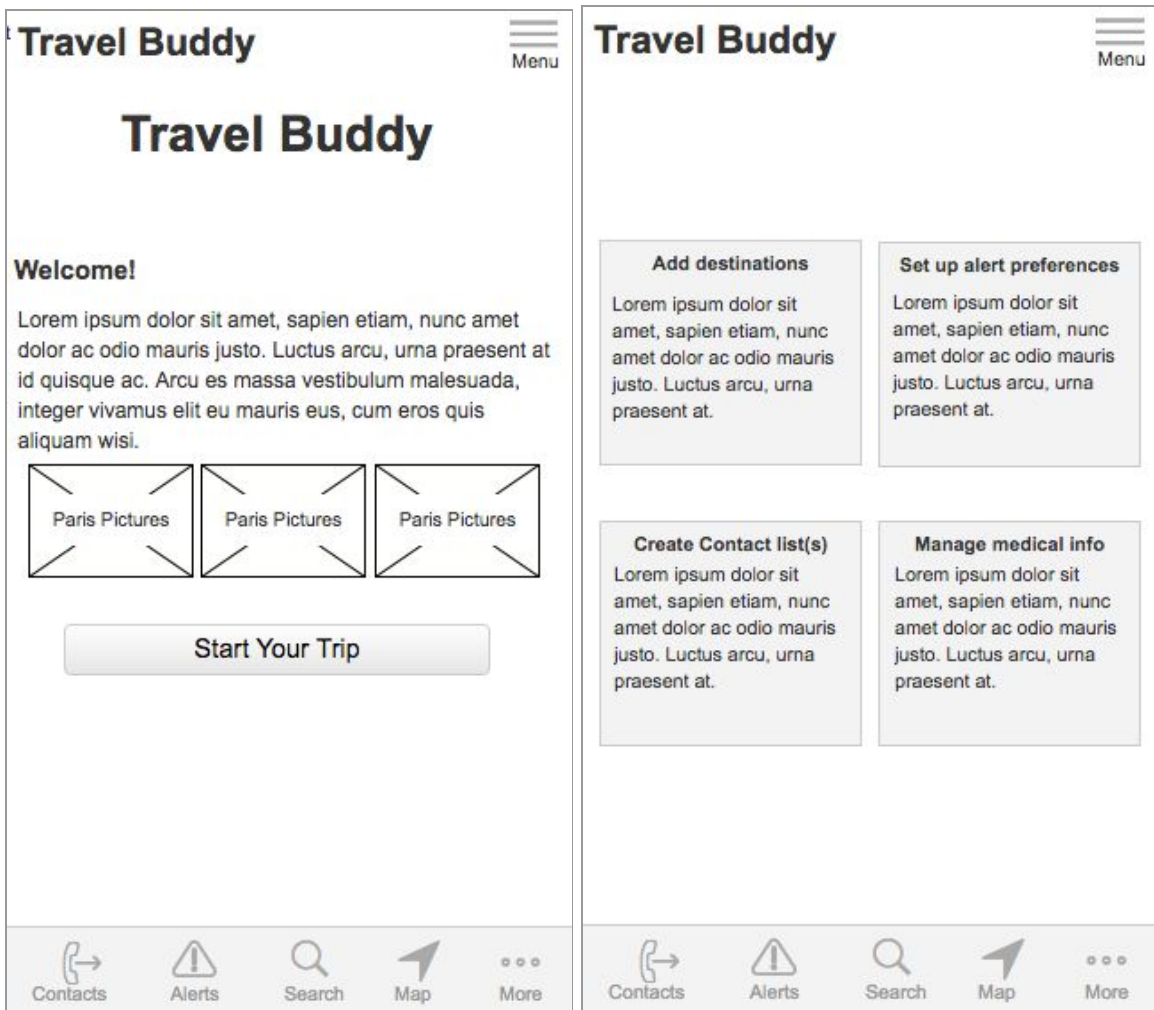 t
Travel Buddy
Menu
Travel Buddy
Welcome!
Lorem ipsum dolor sit amet, sapien etiam, nunc amet
dolor ac odio mauris justo. Luctus arcu, urna praesent at
id quisque ac. Arcu es massa vestibulum malesuada,
integer vivamus elit eu mauris eus, cum eros quis
aliquam wisi.
Paris Pictures
Paris Pictures
Paris Pictures
Start Your Trip
Contacts
Alerts
Search
Map
More
Travel Buddy
Menu
Add destinations
Lorem ipsum dolor sit
amet, sapien etiam, nunc
amet dolor ac odio mauris
justo. Luctus arcu, urna
praesent at.
Set up alert preferences
Lorem ipsum dolor sit
amet, sapien etiam, nunc
amet dolor ac odio mauris
justo. Luctus arcu, urna
praesent at.
Create Contact list(s)
Lorem ipsum dolor sit
amet, sapien etiam, nunc
amet dolor ac odio mauris
justo. Luctus arcu, urna
praesent at.
Manage medical info
Lorem ipsum dolor sit
amet, sapien etiam, nunc
amet dolor ac odio mauris
justo. Luctus arcu, urna
praesent at.
Contacts
Alerts
Search
Map
More